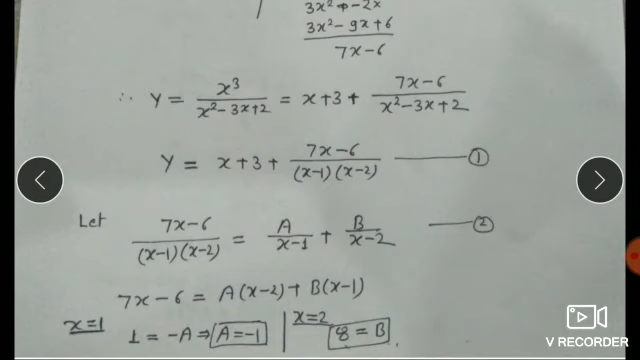 3x² + -2x
3x² - 9x + 6
7x - 6
∴ Y = x³/(x² - 3x + 2) = x + 3 + (7x - 6)/(x² - 3x + 2)
Y = x + 3 + (7x - 6)/((x-1)(x-2)) —— ①
Let (7x - 6)/((x-1)(x-2)) = A/(x-1) + B/(x-2) —— ②
7x - 6 = A(x-2) + B(x-1)
x=1 | x=2
1 = -A ⇒ A = -1 | 8 = B.
V RECORDER